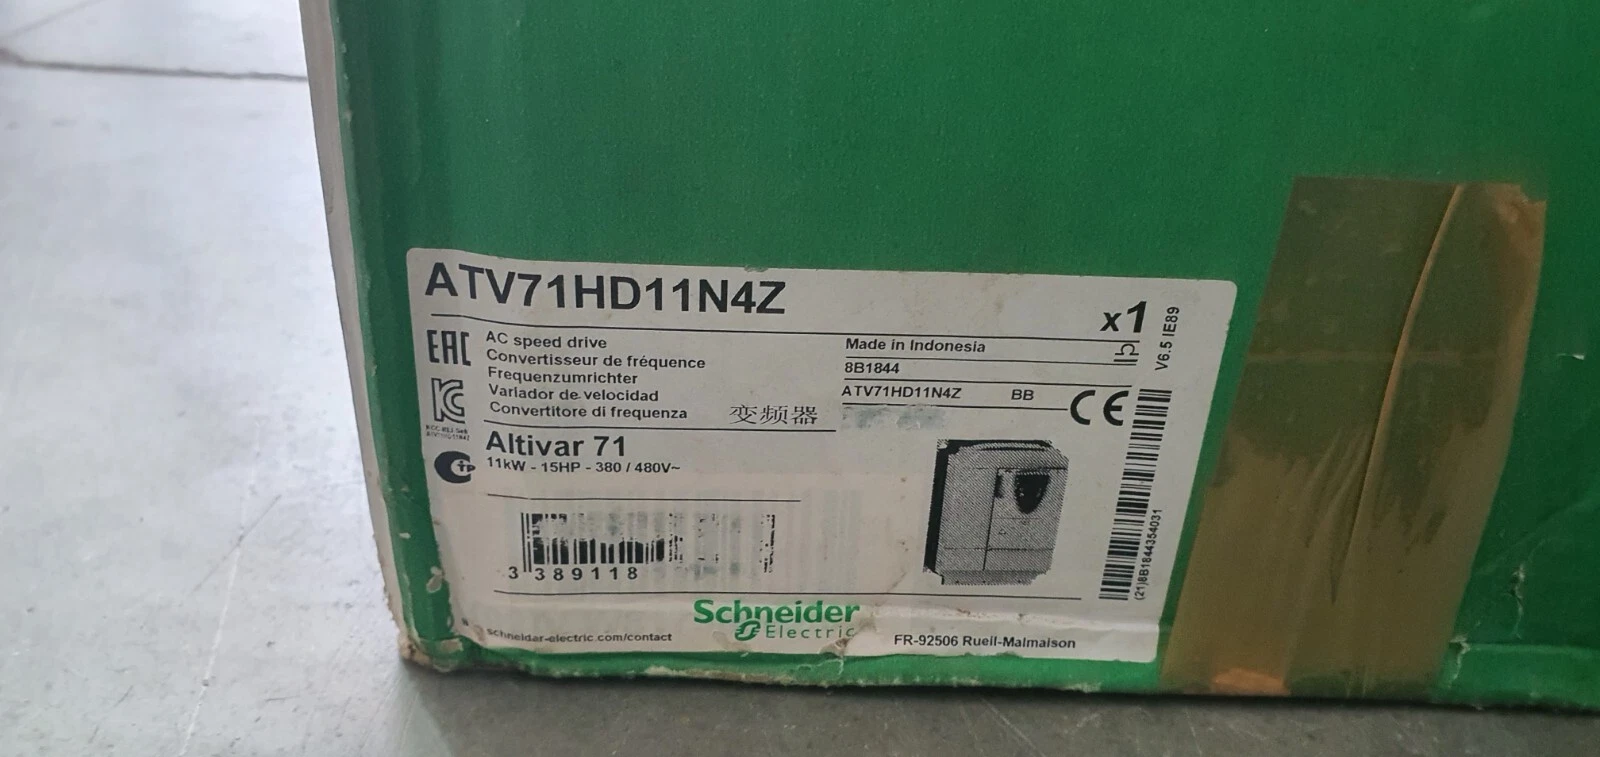 ATV71HD11N4Z
x1
V6.5 IE89
EAC
AC speed drive
Convertisseur de fréquence
Frequenzumrichter
Variador de velocidad
Convertitore di frequenza
变频器
Made in Indonesia
8B1844
ATV71HD11N4Z BB
CE
Altivar 71
11kW - 15HP - 380 / 480V~
3 389118
(21)8B1844354031
Schneider
Electric
schneider-electric.com/contact
FR-92506 Rueil-Malmaison